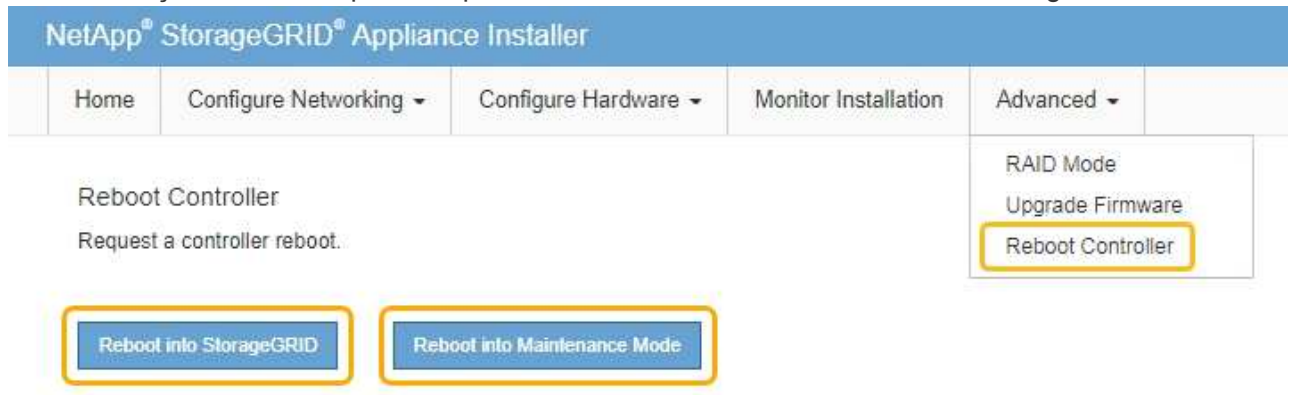 NetApp® StorageGRID® Appliance Installer
Home Configure Networking Configure Hardware Monitor Installation Advanced
RAID Mode
Upgrade Firmware
Reboot Controller
Reboot Controller
Request a controller reboot.
Reboot into StorageGRID Reboot into Maintenance Mode